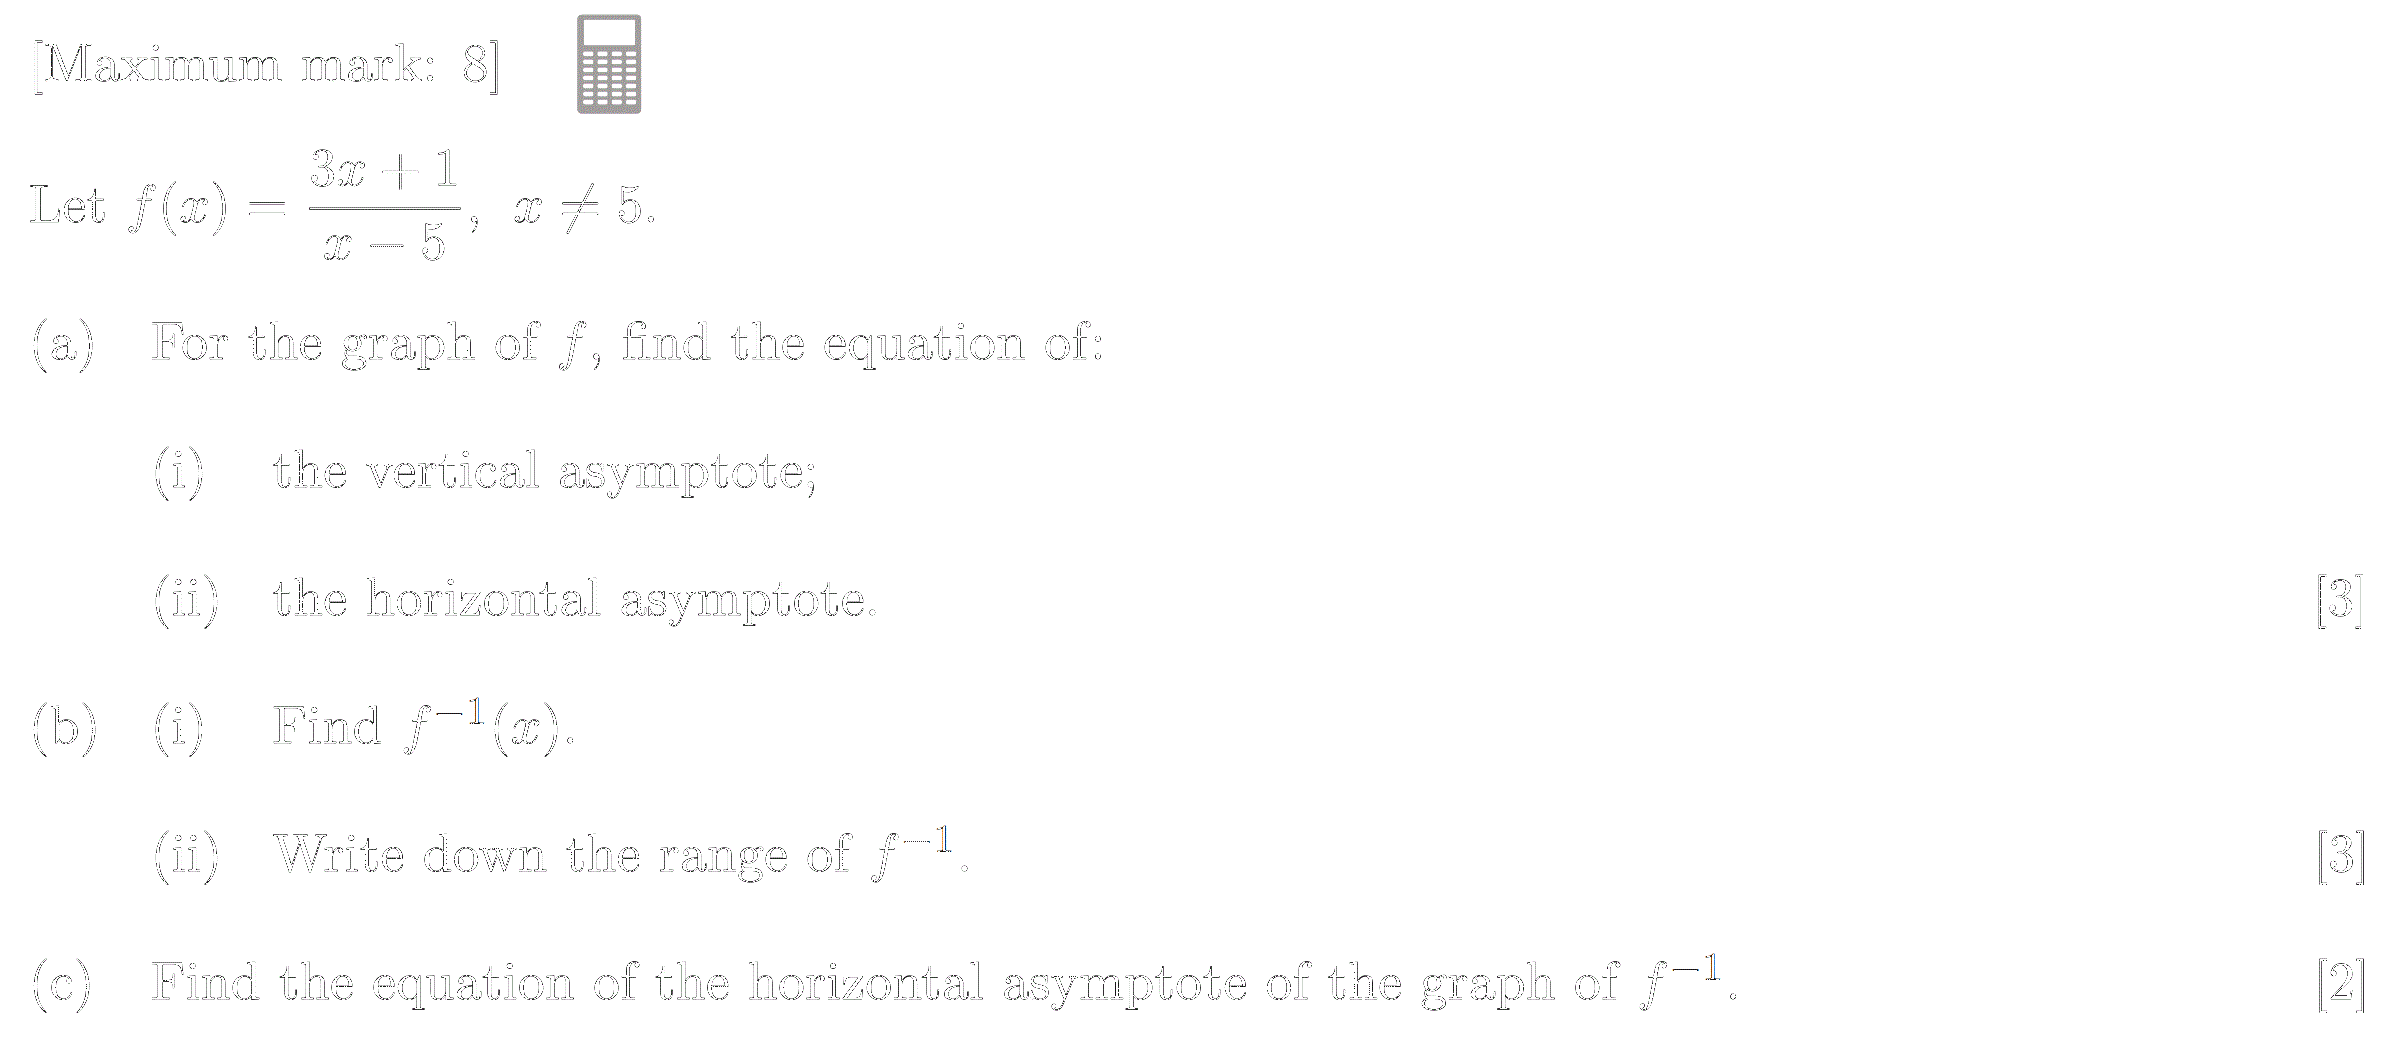 [Maximum mark: 8]
Let f(x) = \frac{3x + 1}{x − 5}, x ≠ 5.
(a) For the graph of f, find the equation of:
(i) the vertical asymptote;
(ii) the horizontal asymptote. [3]
(b) (i) Find f⁻¹(x).
(ii) Write down the range of f⁻¹. [3]
(c) Find the equation of the horizontal asymptote of the graph of f⁻¹. [2]